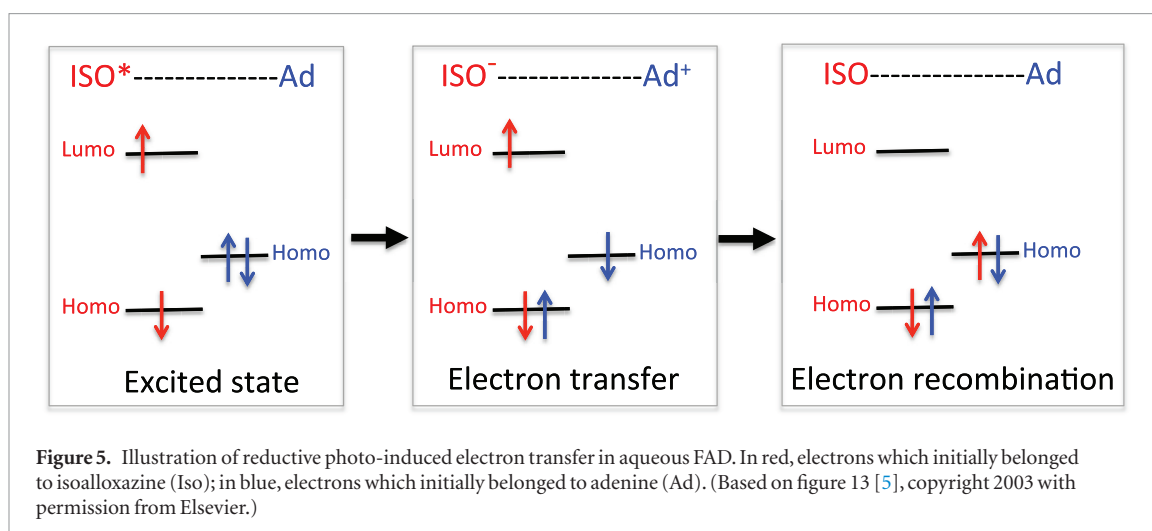 ISO*--------------Ad
Lumo
Homo
Homo
Excited state
ISO⁻--------------Ad⁺
Lumo
Homo
Homo
Electron transfer
ISO--------------Ad
Lumo
Homo
Homo
Electron recombination
Figure 5. Illustration of reductive photo-induced electron transfer in aqueous FAD. In red, electrons which initially belonged
to isoalloxazine (Iso); in blue, electrons which initially belonged to adenine (Ad). (Based on figure 13 [5], copyright 2003 with
permission from Elsevier.)